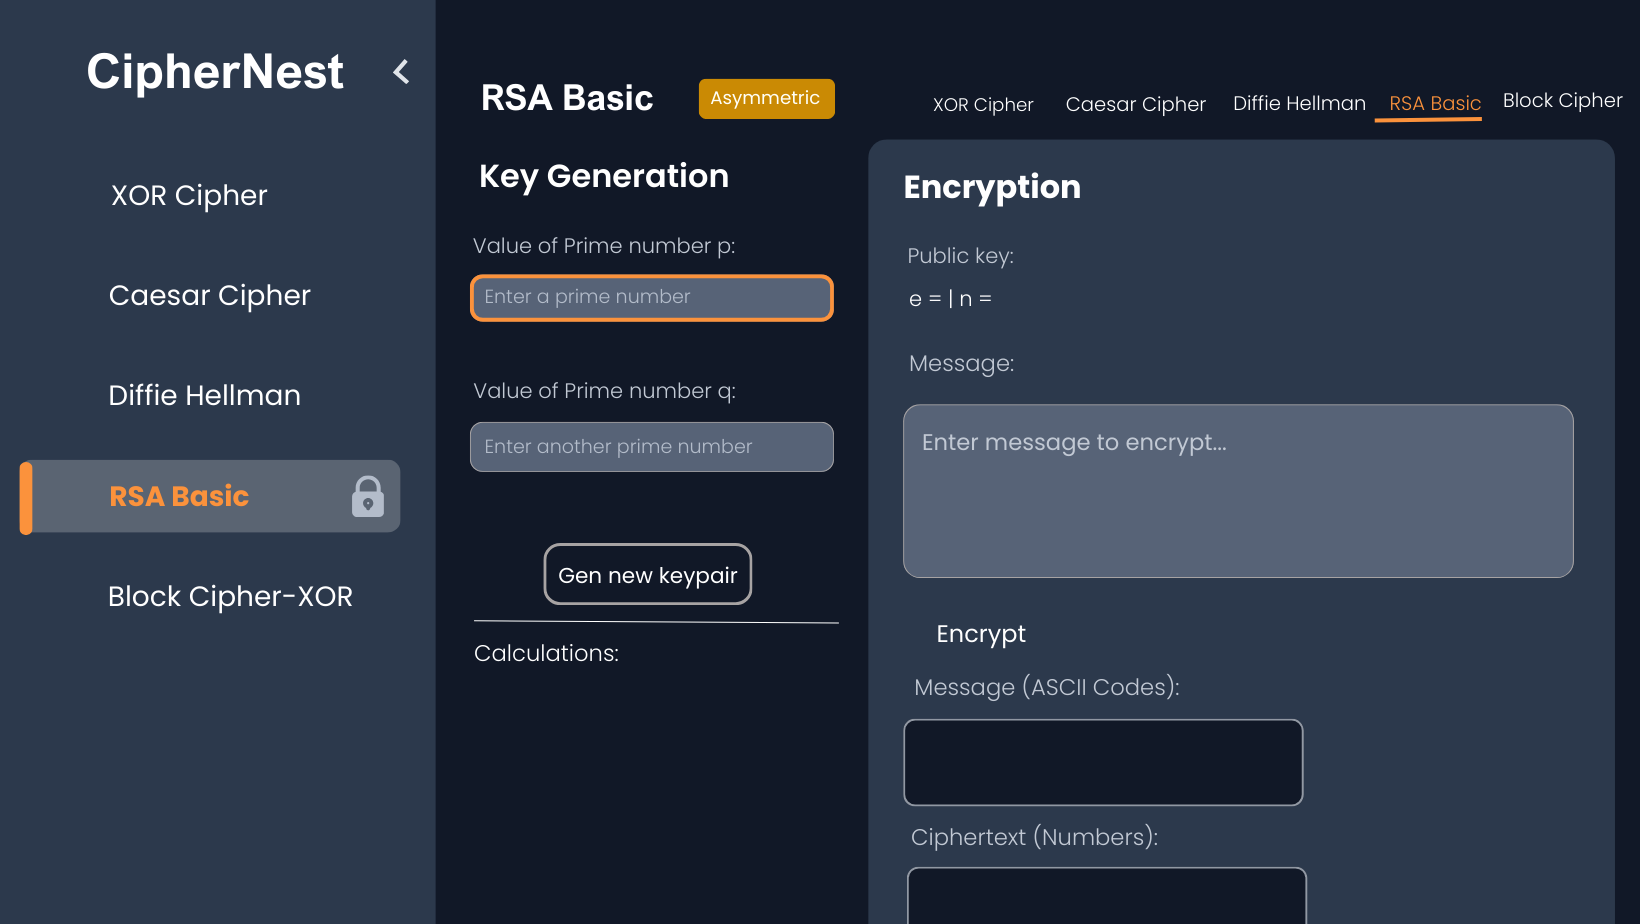 CipherNest
XOR Cipher
Caesar Cipher
Diffie Hellman
RSA Basic
Block Cipher-XOR
RSA Basic
Asymmetric
Key Generation
Value of Prime number p:
Enter a prime number
Value of Prime number q:
Enter another prime number
Gen new keypair
Calculations:
XOR Cipher
Caesar Cipher
Diffie Hellman
RSA Basic
Block Cipher
Encryption
Public key:
e = | n =
Message:
Enter message to encrypt...
Encrypt
Message (ASCII Codes):
Ciphertext (Numbers):